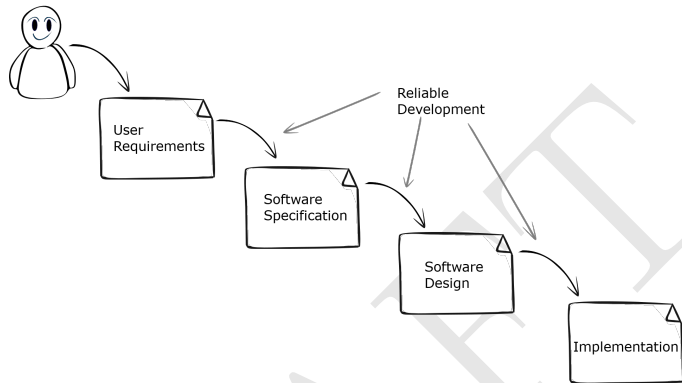 Reliable
Development
User
Requirements
Software
Specification
Software
Design
Implementation